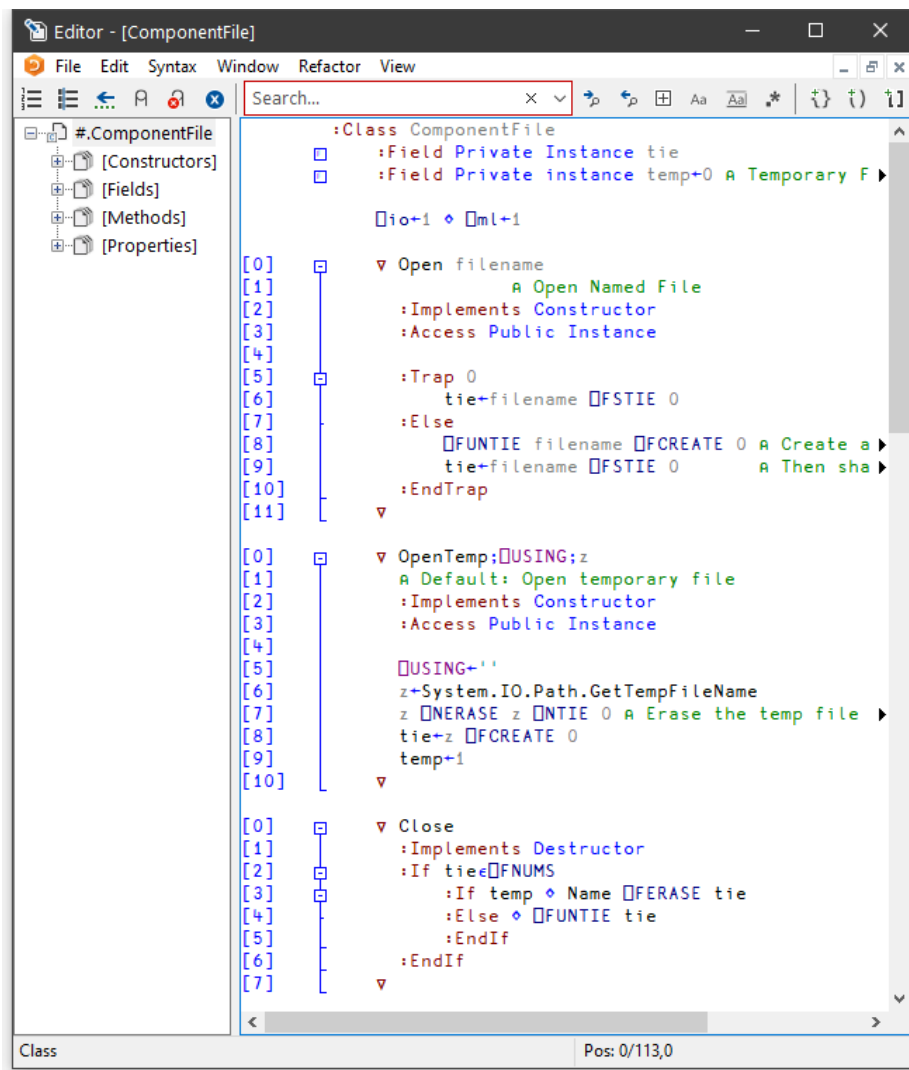 Editor - [ComponentFile]
File Edit Syntax Window Refactor View
Search...
#.ComponentFile
[Constructors]
[Fields]
[Methods]
[Properties]
:Class ComponentFile
:Field Private Instance tie
:Field Private instance temp←0 ⍝ Temporary F
⎕io←1 ⋄ ⎕ml←1
[0] ∇ Open filename
[1] ⍝ Open Named File
[2] :Implements Constructor
[3] :Access Public Instance
[4]
[5] :Trap 0
[6] tie←filename ⎕FSTIE 0
[7] :Else
[8] ⎕FUNTIE filename ⎕FCREATE 0 ⍝ Create a
[9] tie←filename ⎕FSTIE 0 ⍝ Then sha
[10] :EndTrap
[11] ∇
[0] ∇ OpenTemp;⎕USING;z
[1] ⍝ Default: Open temporary file
[2] :Implements Constructor
[3] :Access Public Instance
[4]
[5] ⎕USING←''
[6] z←System.IO.Path.GetTempFileName
[7] z ⎕NERASE z ⎕NTIE 0 ⍝ Erase the temp file
[8] tie←z ⎕FCREATE 0
[9] temp←1
[10] ∇
[0] ∇ Close
[1] :Implements Destructor
[2] :If tie∊⎕FNUMS
[3] :If temp ⋄ Name ⎕FERASE tie
[4] :Else ⋄ ⎕FUNTIE tie
[5] :EndIf
[6] :EndIf
[7] ∇
Class Pos: 0/113,0